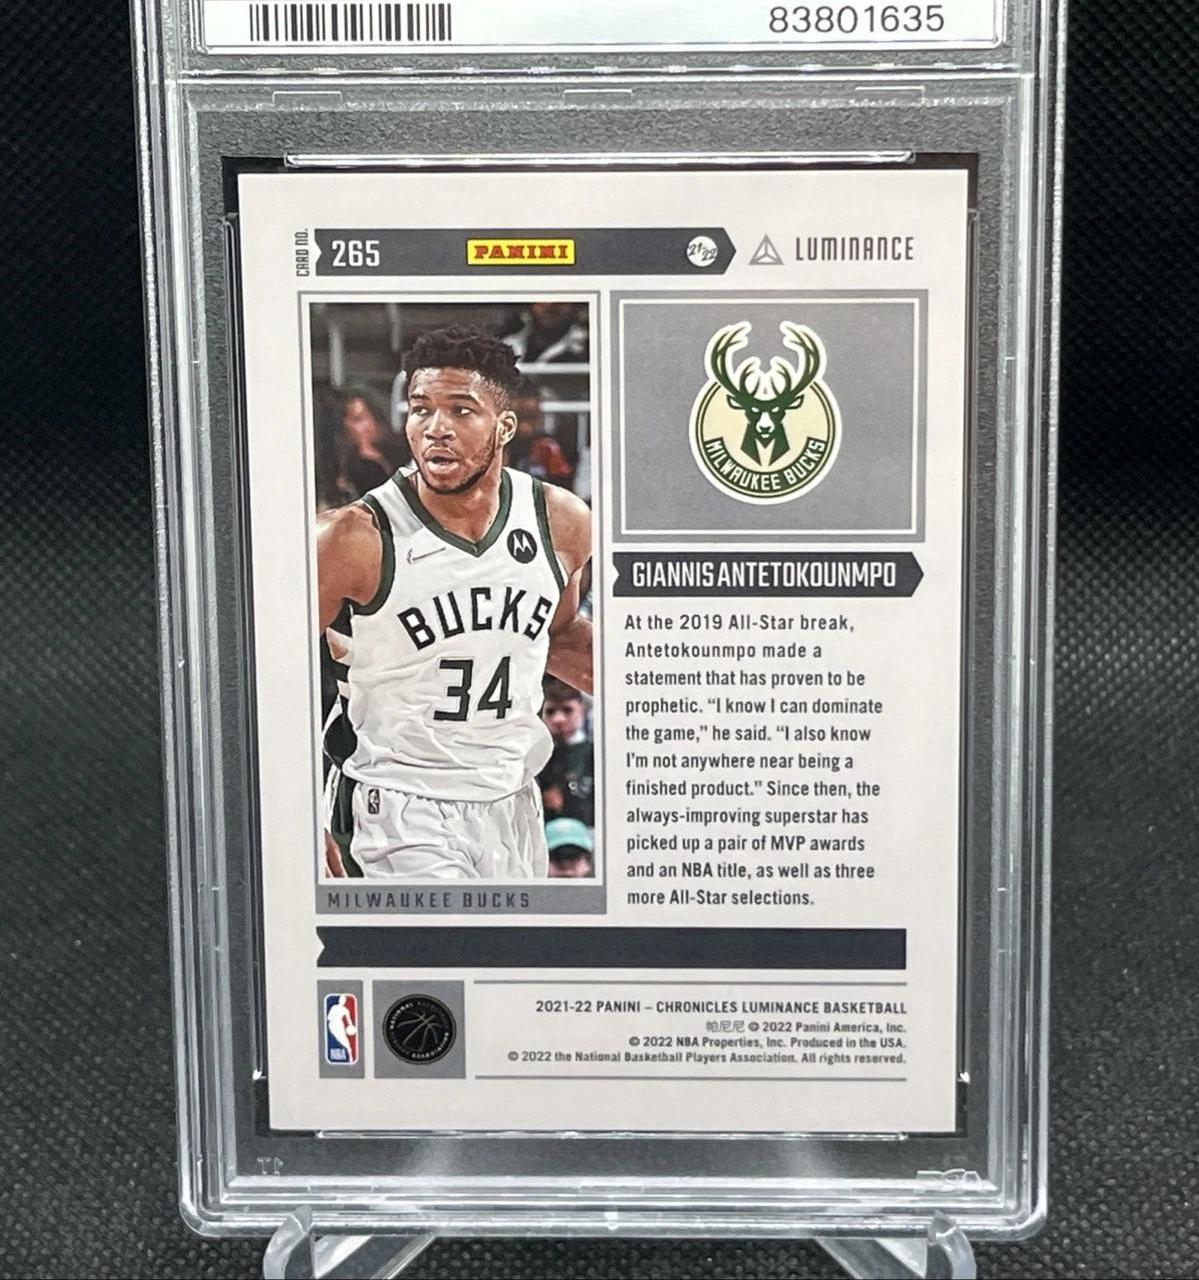 83801635
CARD NO.
265
PANINI
21-22
LUMINANCE
MILWAUKEE BUCKS
BUCKS
34
MILWAUKEE BUCKS
GIANNIS ANTETOKOUNMPO
At the 2019 All-Star break,
Antetokounmpo made a
statement that has proven to be
prophetic. “I know I can dominate
the game,” he said. “I also know
I’m not anywhere near being a
finished product.” Since then, the
always-improving superstar has
picked up a pair of MVP awards
and an NBA title, as well as three
more All-Star selections.
NBA
2021-22 PANINI – CHRONICLES LUMINANCE BASKETBALL
帕尼尼 © 2022 Panini America, Inc.
© 2022 NBA Properties, Inc. Produced in the USA.
© 2022 the National Basketball Players Association. All rights reserved.